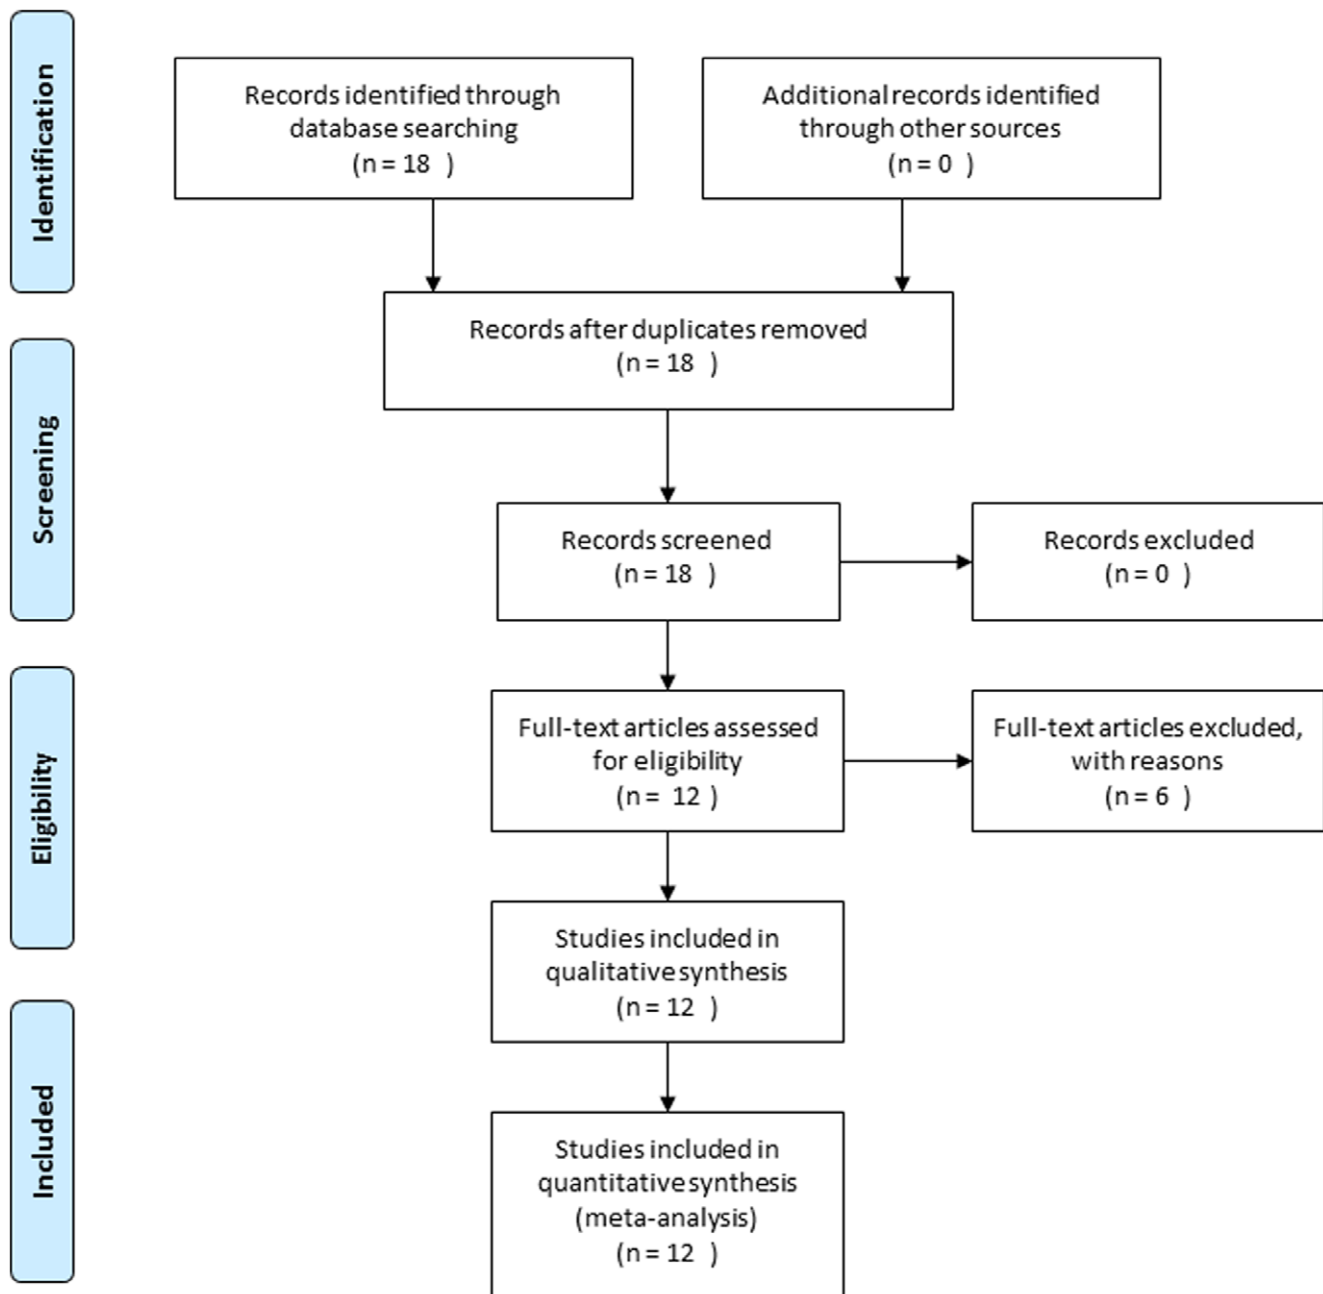 Identification
Records identified through
database searching
(n = 18 )
Additional records identified
through other sources
(n = 0 )
Records after duplicates removed
(n = 18 )
Screening
Records screened
(n = 18 )
Records excluded
(n = 0 )
Eligibility
Full-text articles assessed
for eligibility
(n = 12 )
Full-text articles excluded,
with reasons
(n = 6 )
Studies included in
qualitative synthesis
(n = 12 )
Included
Studies included in
quantitative synthesis
(meta-analysis)
(n = 12 )